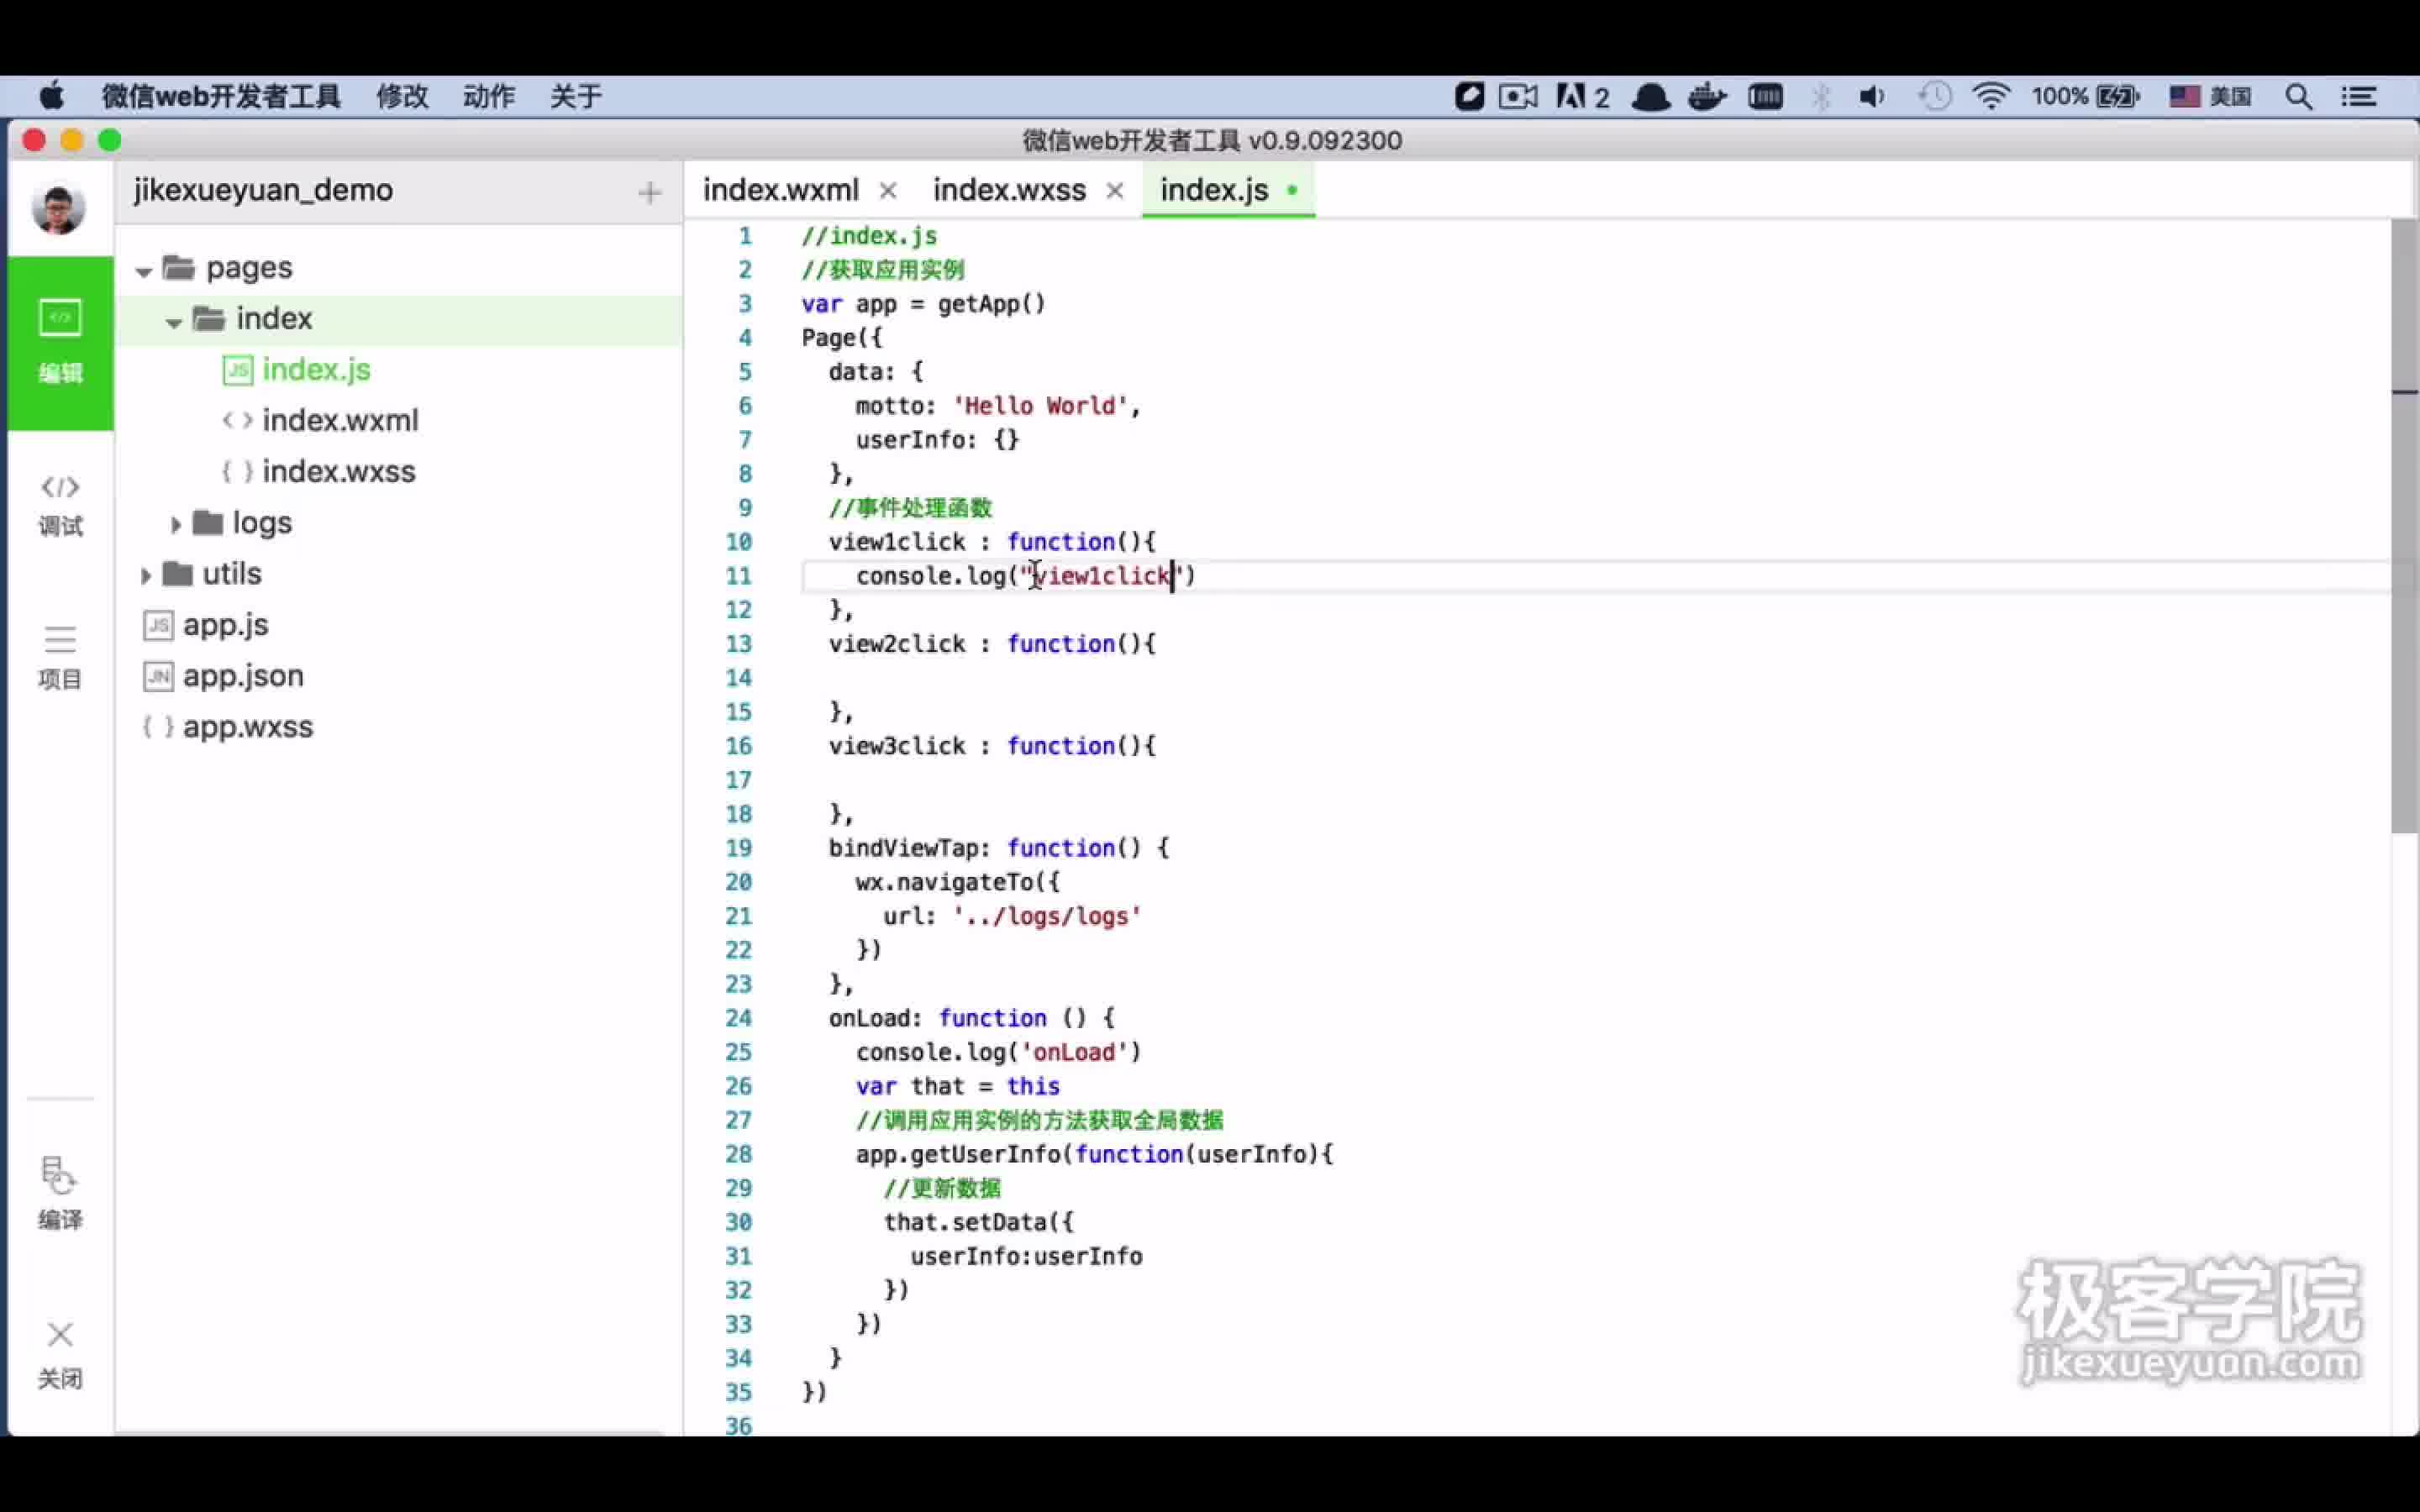 微信web开发者工具 修改 动作 关于 2 100% 美国
微信web开发者工具 v0.9.092300
jikexueyuan_demo
index.wxml index.wxss index.js
pages
index
index.js
index.wxml
index.wxss
logs
utils
app.js
app.json
app.wxss
编辑
调试
项目
编译
关闭
1 //index.js
2 //获取应用实例
3 var app = getApp()
4 Page({
5 data: {
6 motto: 'Hello World',
7 userInfo: {}
8 },
9 //事件处理函数
10 view1click : function(){
11 console.log("view1click")
12 },
13 view2click : function(){
14
15 },
16 view3click : function(){
17
18 },
19 bindViewTap: function() {
20 wx.navigateTo({
21 url: '../logs/logs'
22 })
23 },
24 onLoad: function () {
25 console.log('onLoad')
26 var that = this
27 //调用应用实例的方法获取全局数据
28 app.getUserInfo(function(userInfo){
29 //更新数据
30 that.setData({
31 userInfo:userInfo
32 })
33 })
34 }
35 })
36
极客学院
jikexueyuan.com